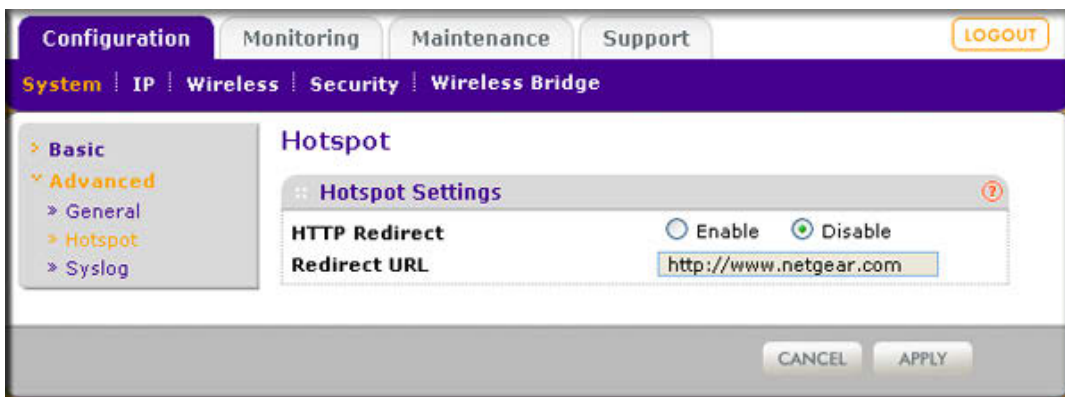 Configuration Monitoring Maintenance Support LOGOUT
System IP Wireless Security Wireless Bridge
Basic
Advanced
General
Hotspot
Syslog
Hotspot
Hotspot Settings ?
HTTP Redirect Enable Disable
Redirect URL http://www.netgear.com
CANCEL APPLY